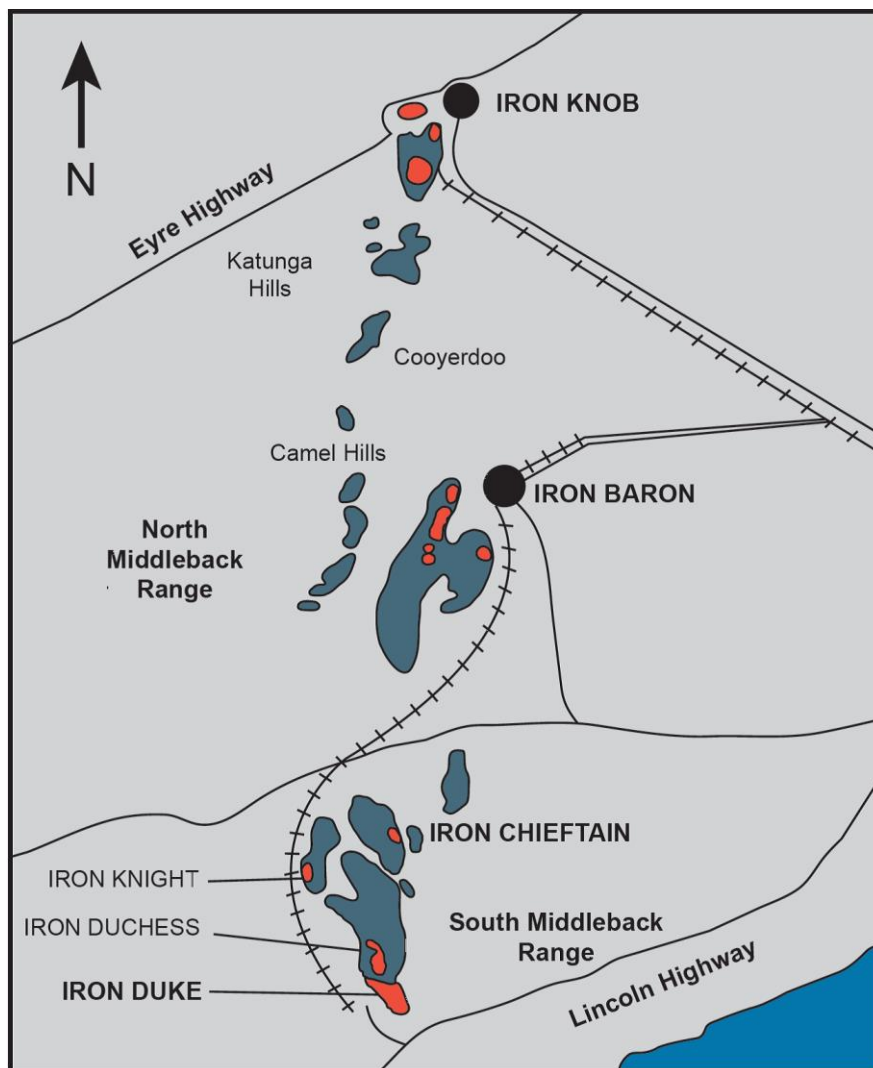 IRON KNOB
N
Eyre Highway
Katunga
Hills
Cooyerdoo
Camel Hills
IRON BARON
North
Middleback
Range
IRON CHIEFTAIN
IRON KNIGHT
IRON DUCHESS
South Middleback
Range
IRON DUKE
Lincoln Highway